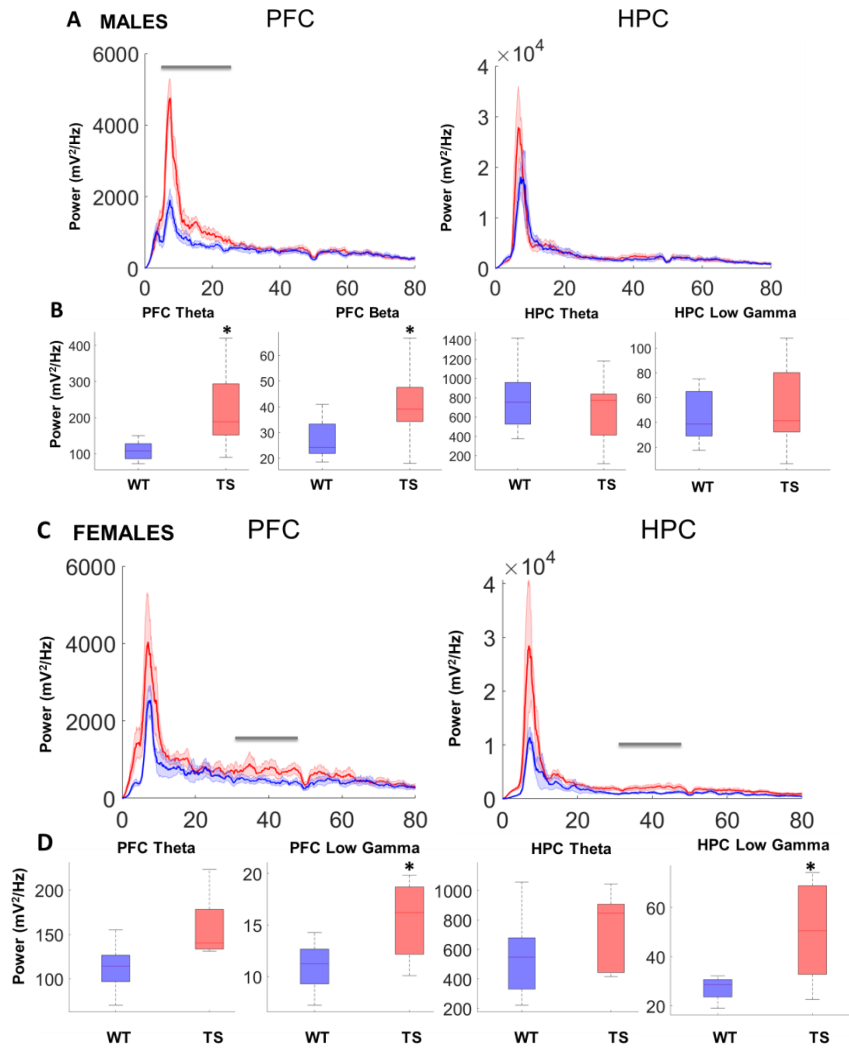 A MALES PFC HPC
×10⁴
6000
4000
2000
0
Power (mV²/Hz)
0 20 40 60 80
4
3
2
1
0
Power (mV²/Hz)
0 20 40 60 80
B PFC Theta PFC Beta HPC Theta HPC Low Gamma
Power (mV²/Hz)
400
300
200
100
*
WT TS
60
50
40
30
20
*
WT TS
1400
1200
1000
800
600
400
200
WT TS
100
80
60
40
20
WT TS
C FEMALES PFC HPC
×10⁴
6000
4000
2000
0
Power (mV²/Hz)
0 20 40 60 80
4
3
2
1
0
Power (mV²/Hz)
0 20 40 60 80
D PFC Theta PFC Low Gamma HPC Theta HPC Low Gamma
Power (mV²/Hz)
200
150
100
WT TS
20
15
10
*
WT TS
1000
800
600
400
200
WT TS
60
40
20
*
WT TS